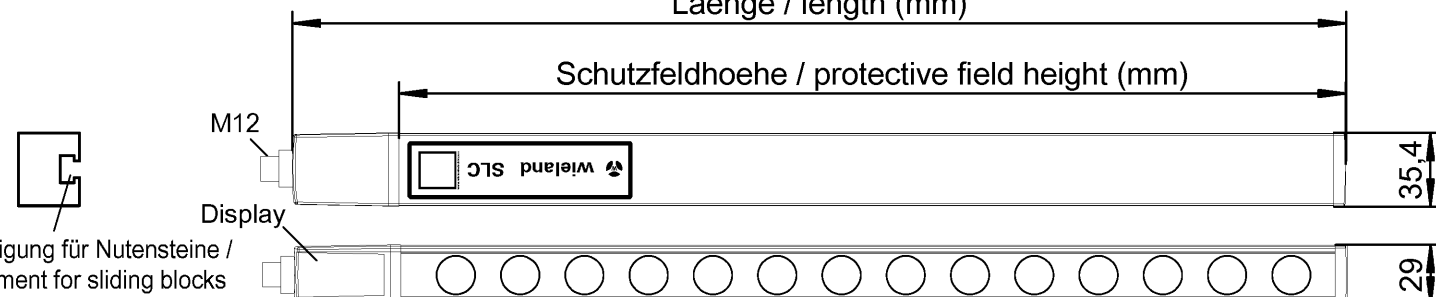 Laenge / length (mm)
Schutzfeldhoehe / protective field height (mm)
M12
wieland SLC
35,4
Display
igung für Nutensteine /
ment for sliding blocks
29